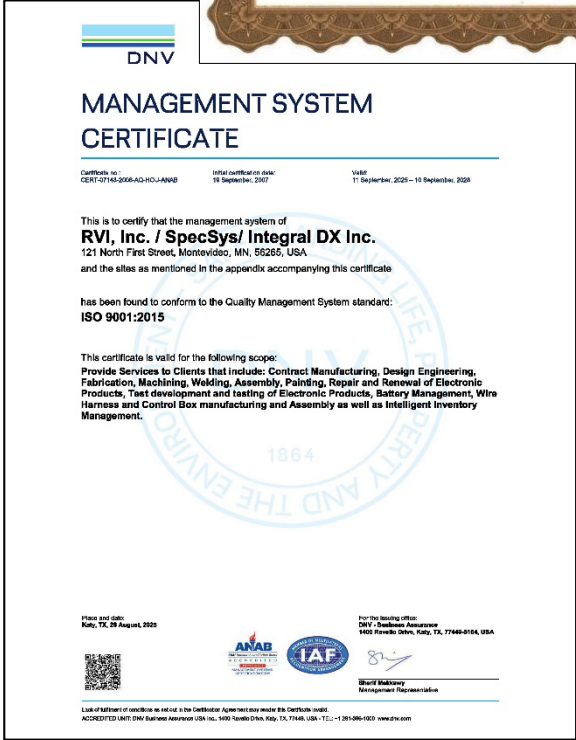 DNV
MANAGEMENT SYSTEM
CERTIFICATE
Certificate no.:
CERT-07148-2006-AQ-HOU-ANAB
Initial certification date:
19 September, 2007
Valid:
11 September, 2025 – 10 September, 2028
This is to certify that the management system of
RVI, Inc. / SpecSys/ Integral DX Inc.
121 North First Street, Montevideo, MN, 56265, USA
and the sites as mentioned in the appendix accompanying this certificate
has been found to conform to the Quality Management System standard:
ISO 9001:2015
This certificate is valid for the following scope:
Provide Services to Clients that include: Contract Manufacturing, Design Engineering,
Fabrication, Machining, Welding, Assembly, Painting, Repair and Renewal of Electronic
Products, Test development and testing of Electronic Products, Battery Management, Wire
Harness and Control Box manufacturing and Assembly as well as Intelligent Inventory
Management.
DNV
1864
Place and date:
Katy, TX, 29 August, 2025
For the issuing office:
DNV - Business Assurance
1400 Ravello Drive, Katy, TX, 77449-5164, USA
ANAB
ACCREDITED
IAF
Sherif Mekkawy
Management Representative
Lack of fulfilment of conditions as set out in the Certification Agreement may render this Certificate invalid.
ACCREDITED UNIT: DNV Business Assurance USA Inc., 1400 Ravello Drive, Katy, TX, 77449, USA - TEL: +1 281-396-1000. www.dnv.com